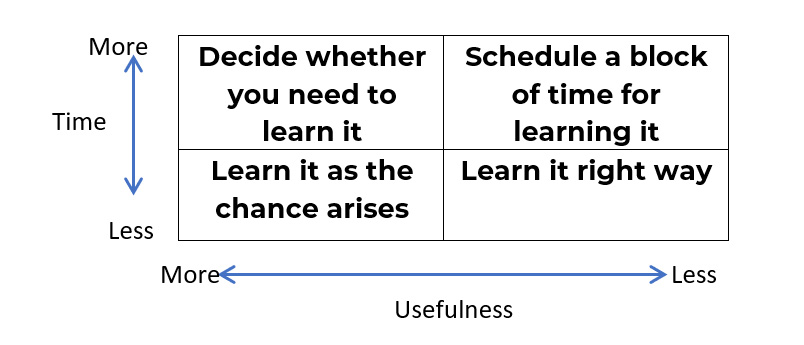 More
Time
Less
Decide whether
you need to
learn it
Schedule a block
of time for
learning it
Learn it as the
chance arises
Learn it right way
More
Less
Usefulness